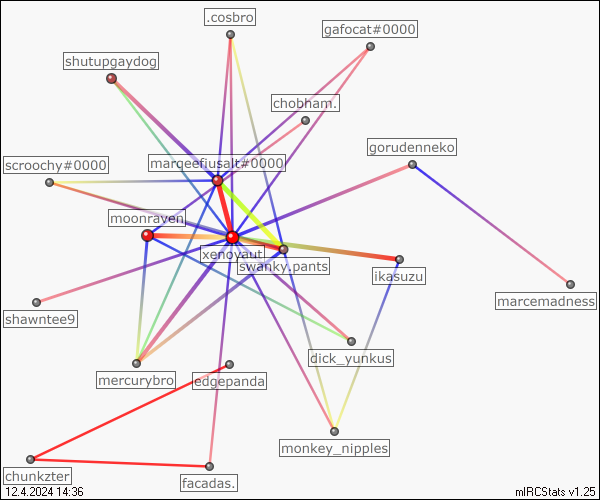 .cosbro
gafocat#0000
shutupgaydog
chobham.
gorudenneko
scroochy#0000
marqeefiusalt#0000
moonraven
xenovaut
swanky.pants
ikasuzu
marcemadness
shawntee9
dick_yunkus
mercurybro
edgepanda
monkey_nipples
chunkzter
facadas.
12.4.2024 14:36
mIRCStats v1.25